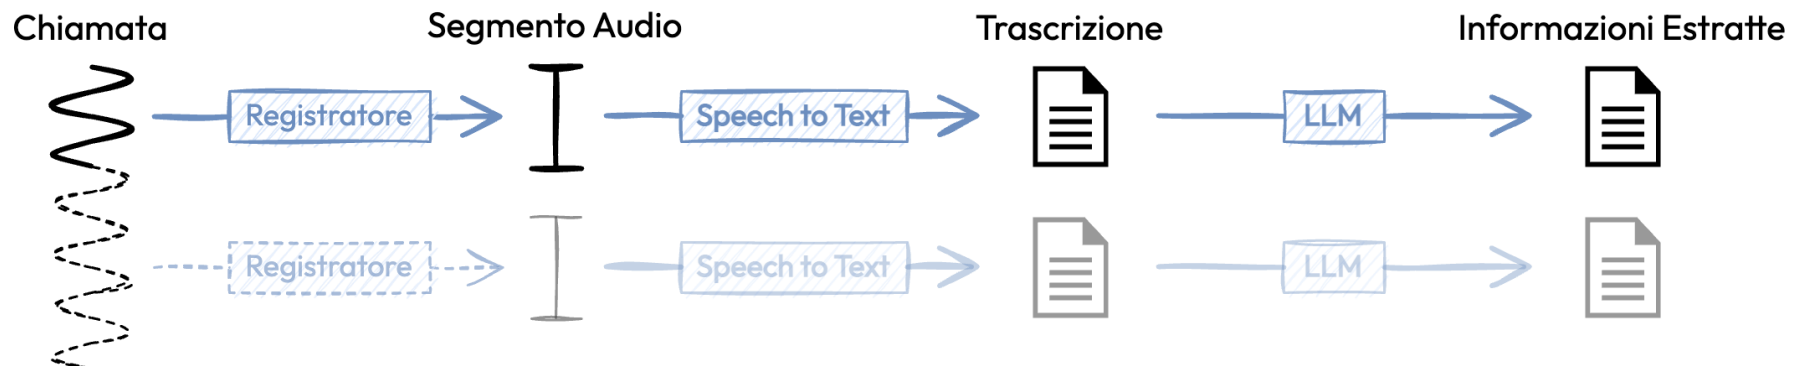 Chiamata
Segmento Audio
Trascrizione
Informazioni Estratte
Registratore
Speech to Text
LLM
Registratore
Speech to Text
LLM